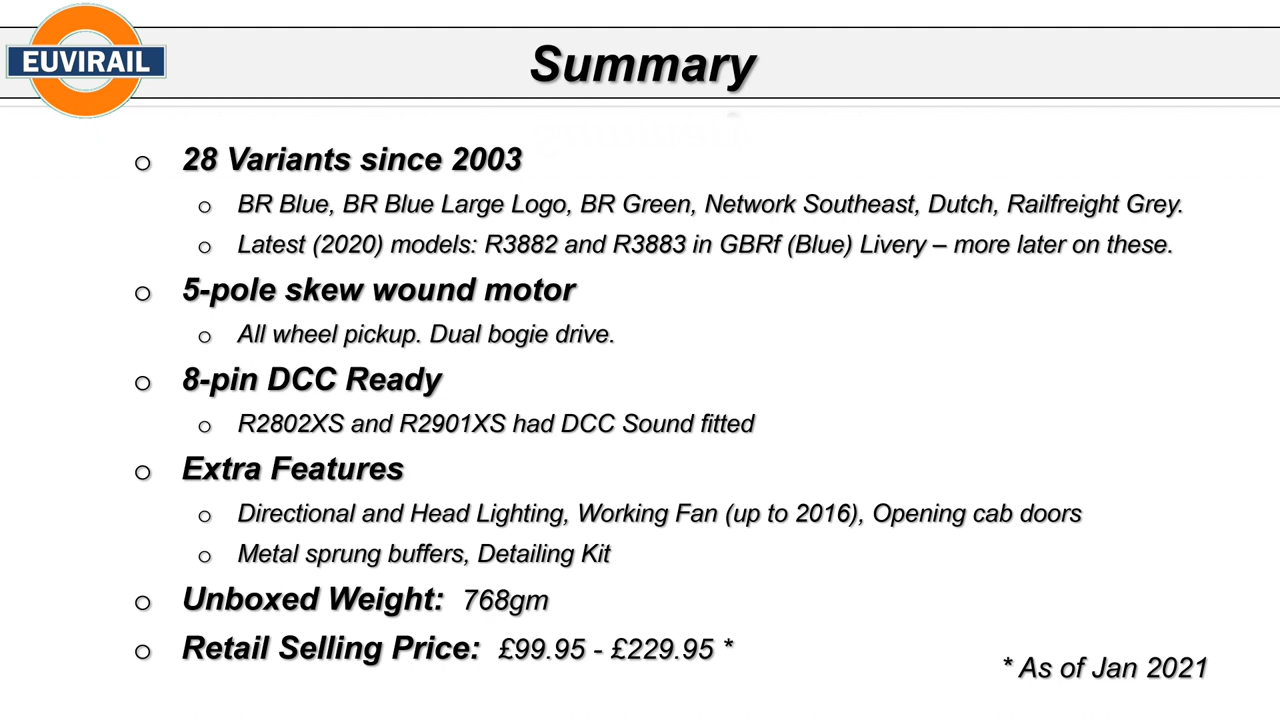 EUVIRAIL
Summary
o 28 Variants since 2003
o BR Blue, BR Blue Large Logo, BR Green, Network Southeast, Dutch, Railfreight Grey.
o Latest (2020) models: R3882 and R3883 in GBRf (Blue) Livery – more later on these.
o 5-pole skew wound motor
o All wheel pickup. Dual bogie drive.
o 8-pin DCC Ready
o R2802XS and R2901XS had DCC Sound fitted
o Extra Features
o Directional and Head Lighting, Working Fan (up to 2016), Opening cab doors
o Metal sprung buffers, Detailing Kit
o Unboxed Weight: 768gm
o Retail Selling Price: £99.95 - £229.95 *
* As of Jan 2021